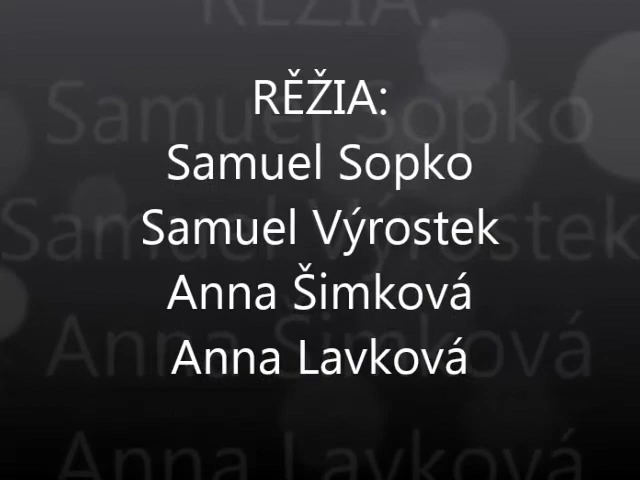 RĚŽIA:
Samuel Sopko
Samuel Výrostek
Anna Šimková
Anna Lavková